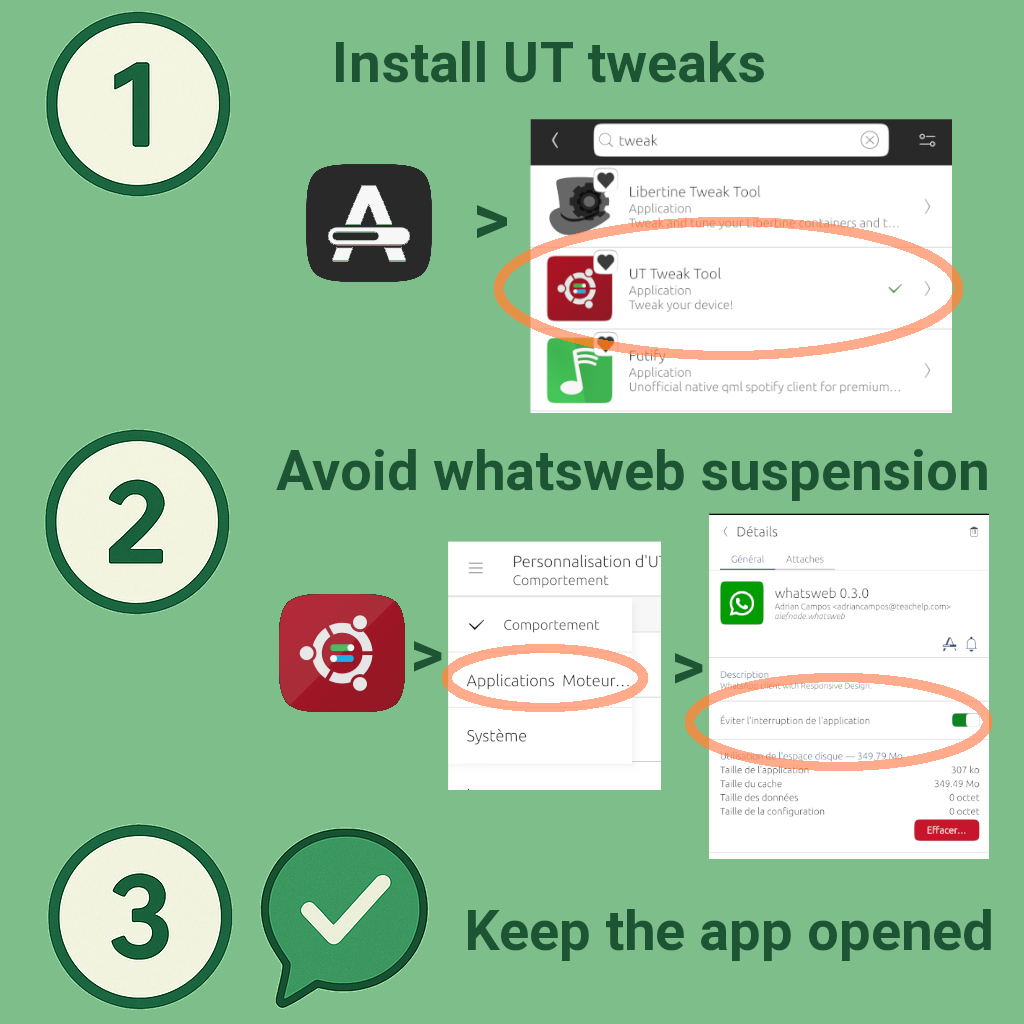 1
Install UT tweaks
>
tweak
Libertine Tweak Tool
Application
Tweak and tune your Libertine containers and t...
UT Tweak Tool
Application
Tweak your device!
Futify
Application
Unofficial native qml spotify client for premium...
2
Avoid whatsweb suspension
>
Personnalisation d'U
Comportement
Comportement
Applications Moteur...
Système
>
Détails
Général Attaches
whatsweb 0.3.0
Adrian Campos <adriancampos@teachelp.com>
alefnode.whatsweb
Description
WhatsApp client with Responsive Design.
Éviter l'interruption de l'application
Utilisation de l'espace disque — 349,79 Mo
Taille de l'application 307 ko
Taille du cache 349.49 Mo
Taille des données 0 octet
Taille de la configuration 0 octet
Effacer...
3
Keep the app opened